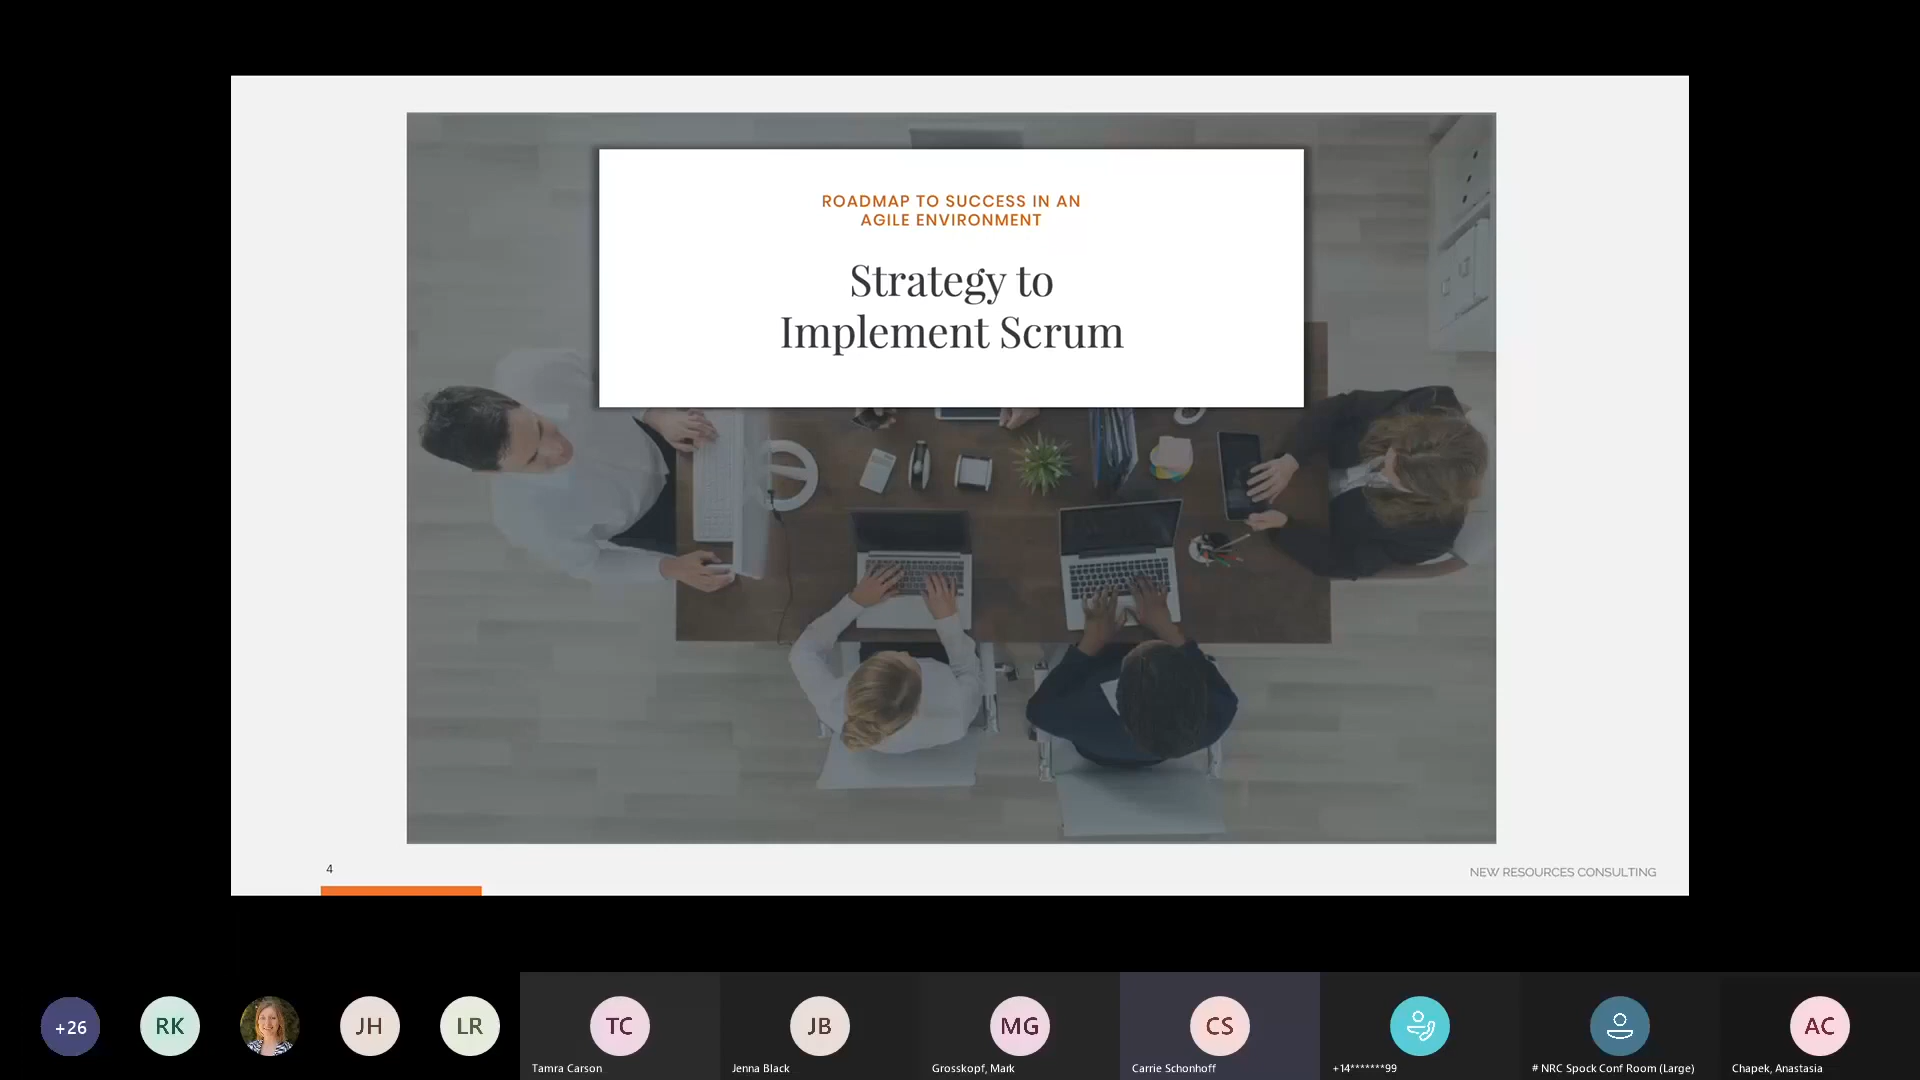 ROADMAP TO SUCCESS IN AN
AGILE ENVIRONMENT
Strategy to
Implement Scrum
4
NEW RESOURCES CONSULTING
+26
RK
JH
LR
TC
JB
MG
CS
AC
Tamra Carson
Jenna Black
Grosskopf, Mark
Carrie Schonhoff
+14*******99
# NRC Spock Conf Room (Large)
Chapek, Anastasia